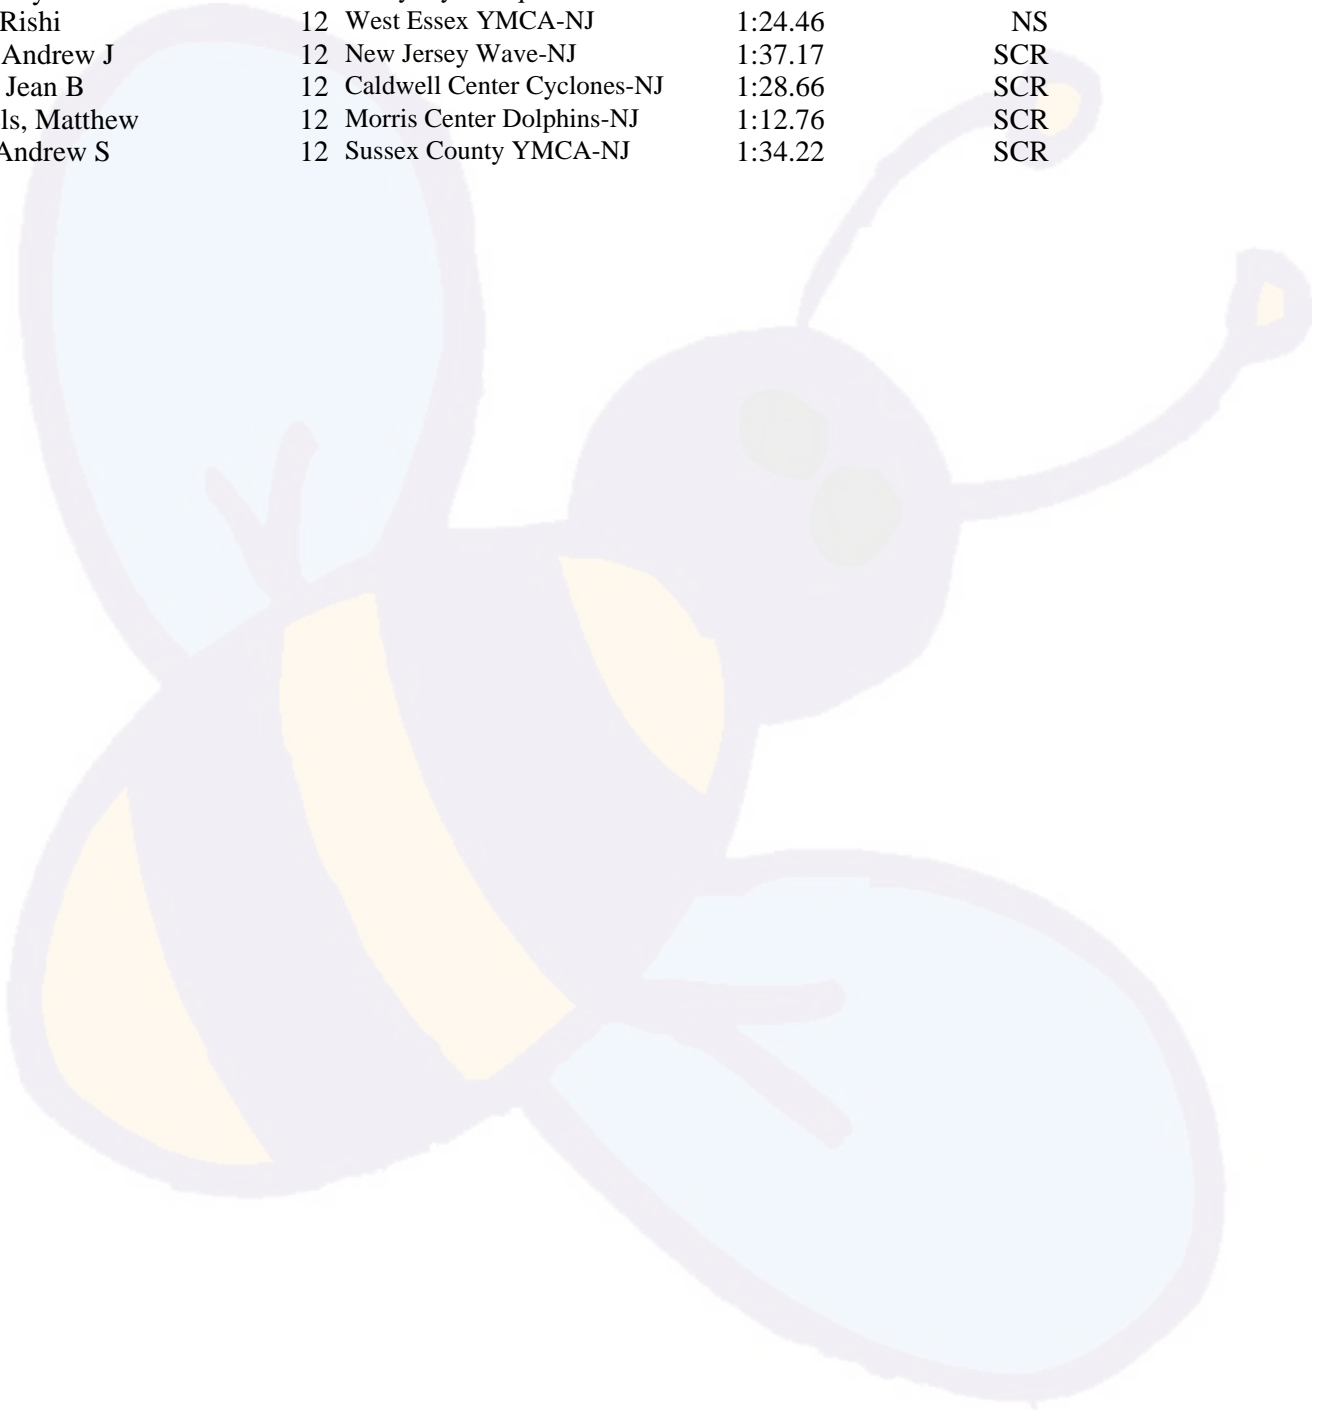 Rishi 12 West Essex YMCA-NJ 1:24.46 NS
Andrew J 12 New Jersey Wave-NJ 1:37.17 SCR
Jean B 12 Caldwell Center Cyclones-NJ 1:28.66 SCR
ls, Matthew 12 Morris Center Dolphins-NJ 1:12.76 SCR
Andrew S 12 Sussex County YMCA-NJ 1:34.22 SCR